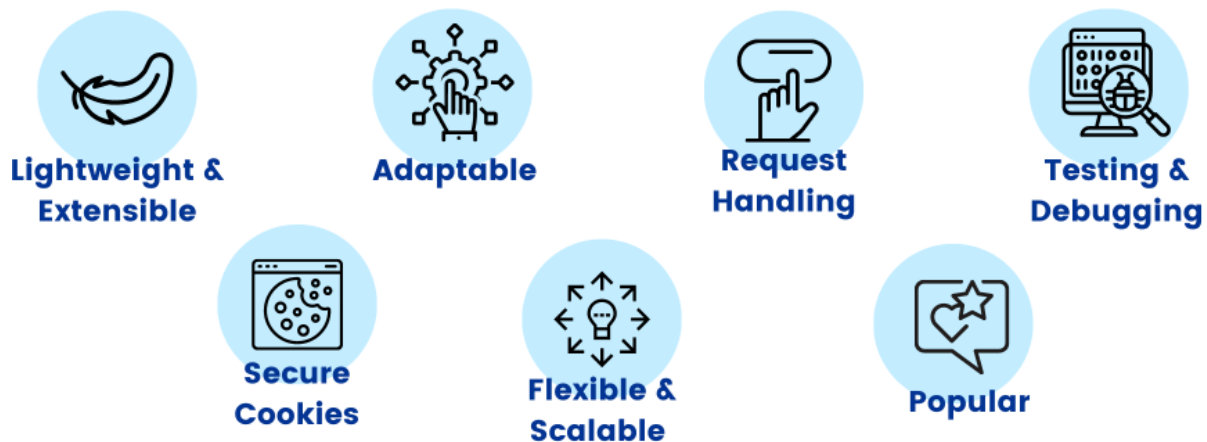 Lightweight &
Extensible
Adaptable
Request
Handling
Testing &
Debugging
Secure
Cookies
Flexible &
Scalable
Popular